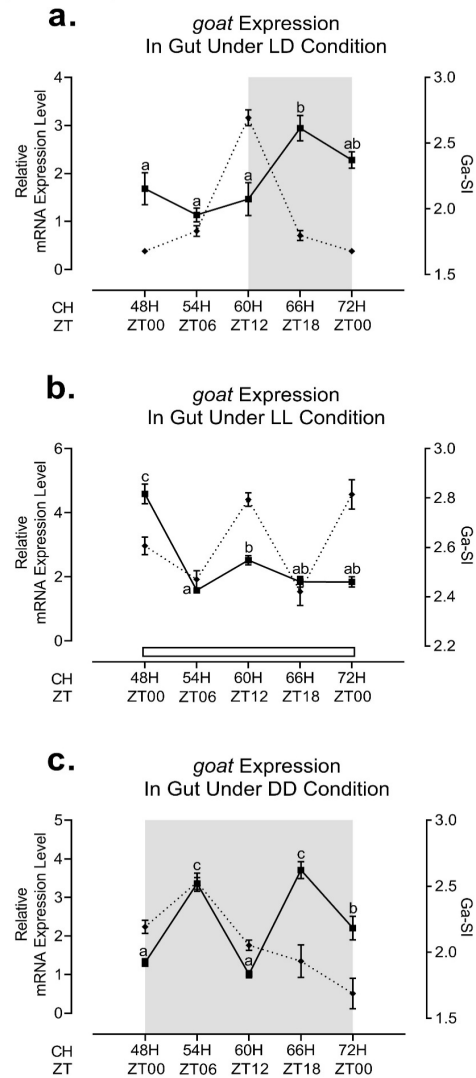 a.
goat Expression
In Gut Under LD Condition
Relative
mRNA Expression Level
4
3
2
1
0
a
a
a
b
ab
3.0
2.5
2.0
1.5
Ga-SI
CH 48H 54H 60H 66H 72H
ZT ZT00 ZT06 ZT12 ZT18 ZT00
b.
goat Expression
In Gut Under LL Condition
Relative
mRNA Expression Level
6
4
2
0
c
a
b
ab
ab
3.0
2.8
2.6
2.4
2.2
Ga-SI
CH 48H 54H 60H 66H 72H
ZT ZT00 ZT06 ZT12 ZT18 ZT00
c.
goat Expression
In Gut Under DD Condition
Relative
mRNA Expression Level
5
4
3
2
1
0
a
c
a
c
b
3.0
2.5
2.0
1.5
Ga-SI
CH 48H 54H 60H 66H 72H
ZT ZT00 ZT06 ZT12 ZT18 ZT00